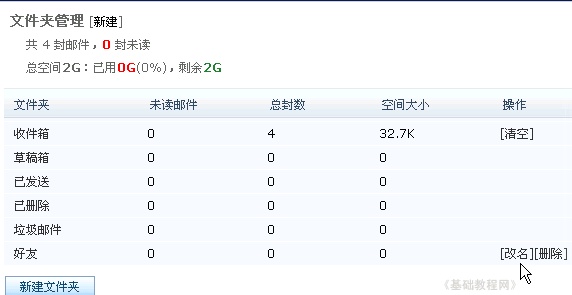 文件夹管理 [新建]
共 4 封邮件，0 封未读
总空间2G：已用0G(0%)，剩余2G
文件夹 未读邮件 总封数 空间大小 操作
收件箱 0 4 32.7K [清空]
草稿箱 0 0 0
已发送 0 0 0
已删除 0 0 0
垃圾邮件 0 0 0
好友 0 0 0 [改名][删除]
新建文件夹
《基础教程网》